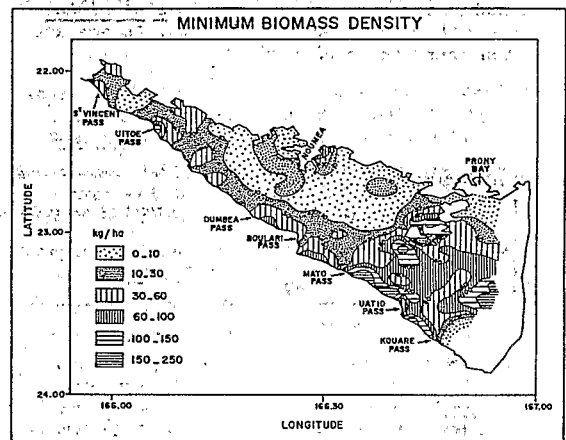 MINIMUM BIOMASS DENSITY
22.00
ST VINCENT
PASS
UITOE
PASS
NOUMEA
PRONY
BAY
LATITUDE
23.00
DUMBEA
PASS
BOULARI
PASS
MATO
PASS
UATIO
PASS
KOUARE
PASS
kg/ha
0_10
10_30
30_60
60_100
100_150
150_250
24.00
166.00
166.30
167.00
LONGITUDE